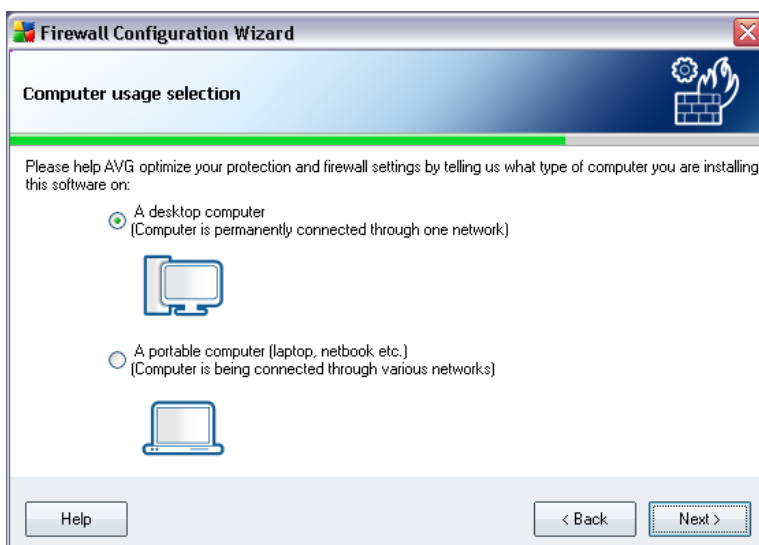 Firewall Configuration Wizard
Computer usage selection
Please help AVG optimize your protection and firewall settings by telling us what type of computer you are installing
this software on:
A desktop computer
(Computer is permanently connected through one network)
A portable computer (laptop, netbook etc.)
(Computer is being connected through various networks)
Help
< Back
Next >